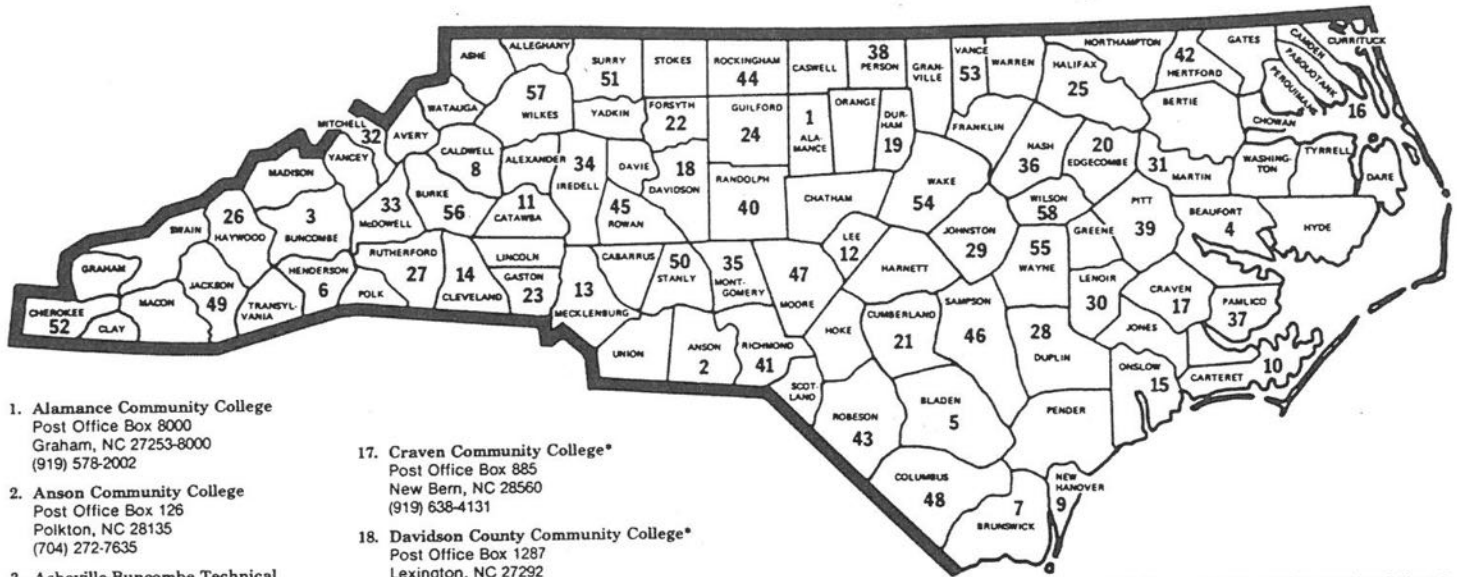 ASHE
ALLEGHANY
SURRY
51
STOKES
ROCKINGHAM
44
CASWELL
38
PERSON
GRAN-
VILLE
VANCE
53
WARREN
NORTHAMPTON
HALIFAX
25
42
HERTFORD
GATES
CAMDEN
PASQUOTANK
PERQUIMANS
CURRITUCK
16
CHOWAN
BERTIE
WATAUGA
57
WILKES
YADKIN
FORSYTH
22
GUILFORD
24
1
ALA-
MANCE
ORANGE
DUR-
HAM
19
FRANKLIN
NASH
36
20
EDGECOMBE
31
MARTIN
WASHING-
TON
TYRRELL
DARE
MITCHELL
32
AVERY
YANCEY
MADISON
CALDWELL
8
ALEXANDER
34
IREDELL
DAVIE
18
DAVIDSON
RANDOLPH
40
CHATHAM
WAKE
54
WILSON
58
PITT
39
BEAUFORT
4
HYDE
SWAIN
26
HAYWOOD
3
BUNCOMBE
33
McDOWELL
BURKE
56
11
CATAWBA
45
ROWAN
LEE
12
HARNETT
JOHNSTON
29
55
WAYNE
GREENE
LENOIR
30
CRAVEN
17
PAMLICO
37
GRAHAM
CHEROKEE
52
CLAY
MACON
JACKSON
49
TRANSYL-
VANIA
HENDERSON
6
POLK
RUTHERFORD
27
14
CLEVELAND
LINCOLN
GASTON
23
13
MECKLENBURG
CABARRUS
50
STANLY
35
MONT-
GOMERY
47
MOORE
HOKE
CUMBERLAND
21
SAMPSON
46
28
DUPLIN
JONES
ONSLOW
15
CARTERET
10
UNION
ANSON
2
RICHMOND
41
SCOT-
LAND
ROBESON
43
BLADEN
5
PENDER
COLUMBUS
48
7
BRUNSWICK
NEW
HANOVER
9
1. Alamance Community College
Post Office Box 8000
Graham, NC 27253-8000
(919) 578-2002
2. Anson Community College
Post Office Box 126
Polkton, NC 28135
(704) 272-7635
3. Asheville Buncombe Technical
17. Craven Community College*
Post Office Box 885
New Bern, NC 28560
(919) 638-4131
18. Davidson County Community College*
Post Office Box 1287
Lexington, NC 27292